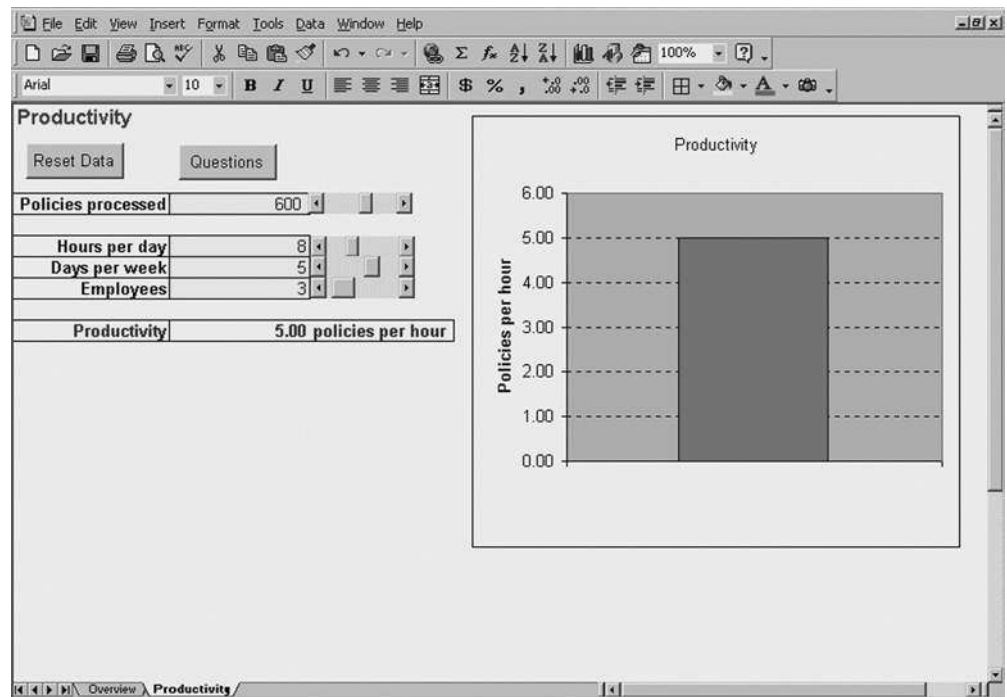 File Edit View Insert Format Tools Data Window Help
100%
Arial 10 B I U $ % ,
Productivity
Reset Data Questions
Policies processed 600
Hours per day 8
Days per week 5
Employees 3
Productivity 5.00 policies per hour
Productivity
Policies per hour
6.00
5.00
4.00
3.00
2.00
1.00
0.00
Overview Productivity